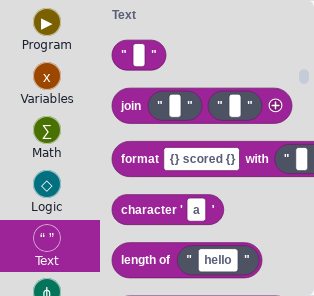 Program
x
Variables
∑
Math
Logic
“ ”
Text
Text
" "
join " " " "
format {} scored {} with "
character ' a '
length of " hello "